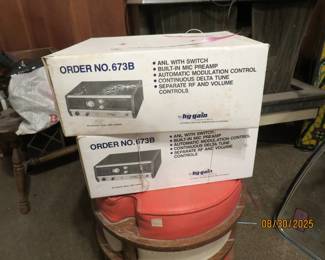 ORDER NO. 673B
• ANL WITH SWITCH
• BUILT-IN MIC PREAMP
• AUTOMATIC MODULATION CONTROL
• CONTINUOUS DELTA TUNE
• SEPARATE RF AND VOLUME
CONTROLS
hy-gain
ORDER NO. 673B
• ANL WITH SWITCH
• BUILT-IN MIC PREAMP
• AUTOMATIC MODULATION CONTROL
• CONTINUOUS DELTA TUNE
• SEPARATE RF AND VOLUME
CONTROLS
hy-gain
08/30/2025